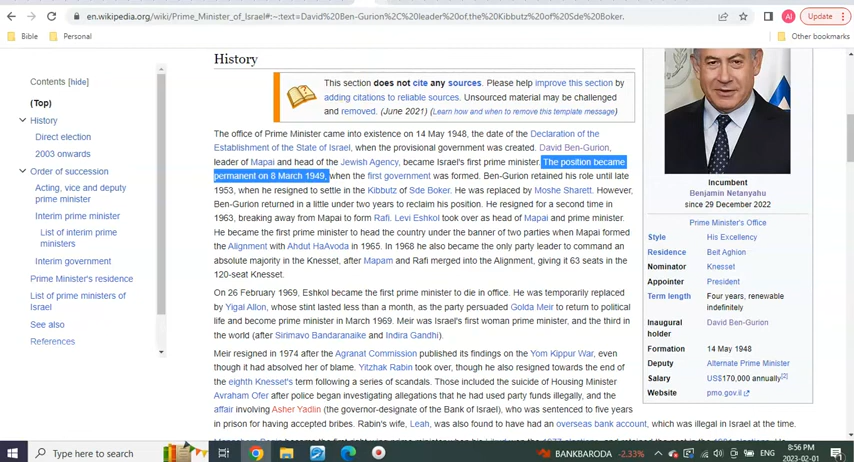 en.wikipedia.org/wiki/Prime_Minister_of_Israel#:~:text=David%20Ben-Gurion%2C%20leader%20of,the%20Kibbutz%20of%20Sde%20Boker.
AI
Update
Bible
Personal
Other bookmarks
Contents [hide]
(Top)
History
Direct election
2003 onwards
Order of succession
Acting, vice and deputy
prime minister
Interim prime minister
List of interim prime
ministers
Interim government
Prime Minister's residence
List of prime ministers of
Israel
See also
References
History
This section does not cite any sources. Please help improve this section by
adding citations to reliable sources. Unsourced material may be challenged
and removed. (June 2021) (Learn how and when to remove this template message)
The office of Prime Minister came into existence on 14 May 1948, the date of the Declaration of the
Establishment of the State of Israel, when the provisional government was created. David Ben-Gurion,
leader of Mapai and head of the Jewish Agency, became Israel's first prime minister. The position became
permanent on 8 March 1949, when the first government was formed. Ben-Gurion retained his role until late
1953, when he resigned to settle in the Kibbutz of Sde Boker. He was replaced by Moshe Sharett. However,
Ben-Gurion returned in a little under two years to reclaim his position. He resigned for a second time in
1963, breaking away from Mapai to form Rafi. Levi Eshkol took over as head of Mapai and prime minister.
He became the first prime minister to head the country under the banner of two parties when Mapai formed
the Alignment with Ahdut HaAvoda in 1965. In 1968 he also became the only party leader to command an
absolute majority in the Knesset, after Mapam and Rafi merged into the Alignment, giving it 63 seats in the
120-seat Knesset.
On 26 February 1969, Eshkol became the first prime minister to die in office. He was temporarily replaced
by Yigal Allon, whose stint lasted less than a month, as the party persuaded Golda Meir to return to political
life and become prime minister in March 1969. Meir was Israel's first woman prime minister, and the third in
the world (after Sirimavo Bandaranaike and Indira Gandhi).
Meir resigned in 1974 after the Agranat Commission published its findings on the Yom Kippur War, even
though it had absolved her of blame. Yitzhak Rabin took over, though he also resigned towards the end of
the eighth Knesset's term following a series of scandals. Those included the suicide of Housing Minister
Avraham Ofer after police began investigating allegations that he had used party funds illegally, and the
affair involving Asher Yadlin (the governor-designate of the Bank of Israel), who was sentenced to five years
in prison for having accepted bribes. Rabin's wife, Leah, was also found to have had an overseas bank account, which was illegal in Israel at the time.
Incumbent
Benjamin Netanyahu
since 29 December 2022
Prime Minister's Office
Style His Excellency
Residence Beit Aghion
Nominator Knesset
Appointer President
Term length Four years, renewable
indefinitely
Inaugural David Ben-Gurion
holder
Formation 14 May 1948
Deputy Alternate Prime Minister
Salary US$170,000 annually[2]
Website pmo.gov.il
Type here to search
BANKBARODA -2.33%
ENG
8:56 PM
2023-02-01